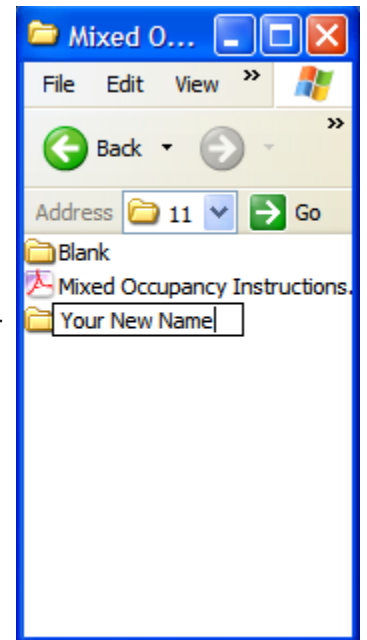 Mixed O...
File Edit View »
Back »
Address 11 Go
Blank
Mixed Occupancy Instructions.
Your New Name